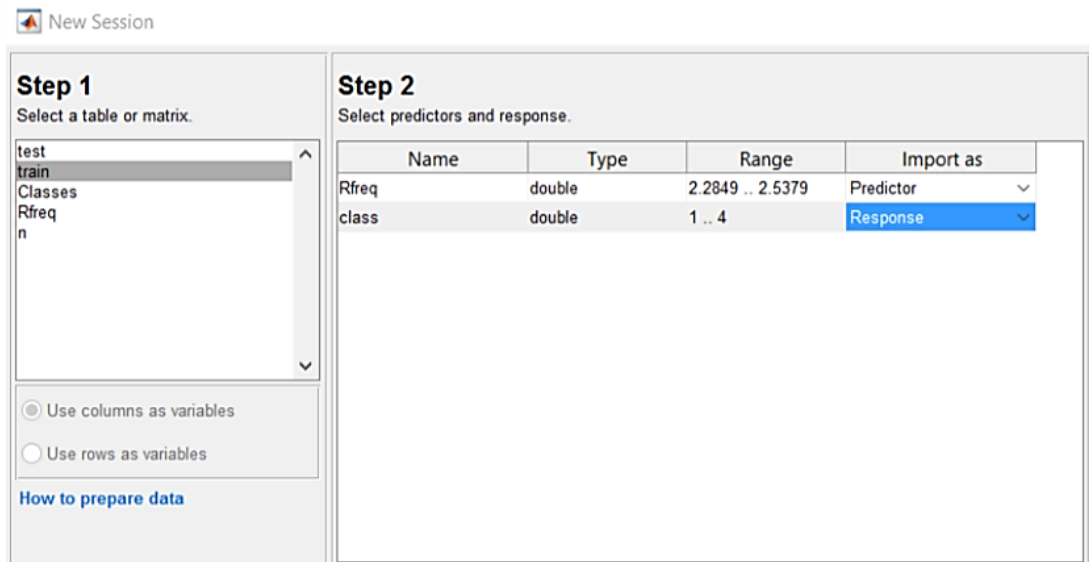 New Session
Step 1
Select a table or matrix.
test
train
Classes
Rfreq
n
Use columns as variables
Use rows as variables
How to prepare data
Step 2
Select predictors and response.
Name Type Range Import as
Rfreq double 2.2849 .. 2.5379 Predictor
class double 1 .. 4 Response